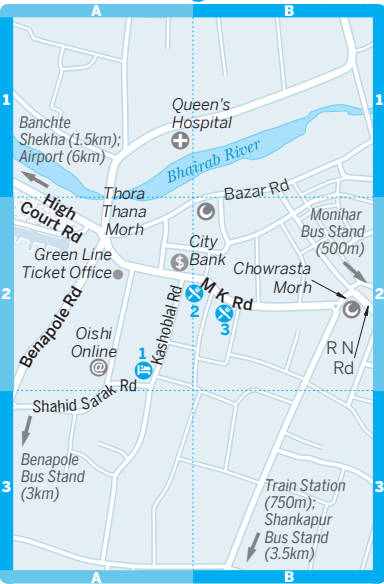 A
B
1
1
Queen's
Hospital
Banchte
Shekha (1.5km);
Airport (6km)
Bhairab River
Thora
Thana
Morh
Bazar Rd
High
Court Rd
Monihar
Bus Stand
(500m)
City
Bank
$
Green Line
Ticket Office
Chowrasta
Morh
2
2
M K Rd
2
3
Benapole Rd
Kashoblal Rd
Oishi
Online
@
1
R N
Rd
Shahid Sarak Rd
Benapole
Bus Stand
(3km)
3
3
Train Station
(750m);
Shankapur
Bus Stand
(3.5km)
A
B